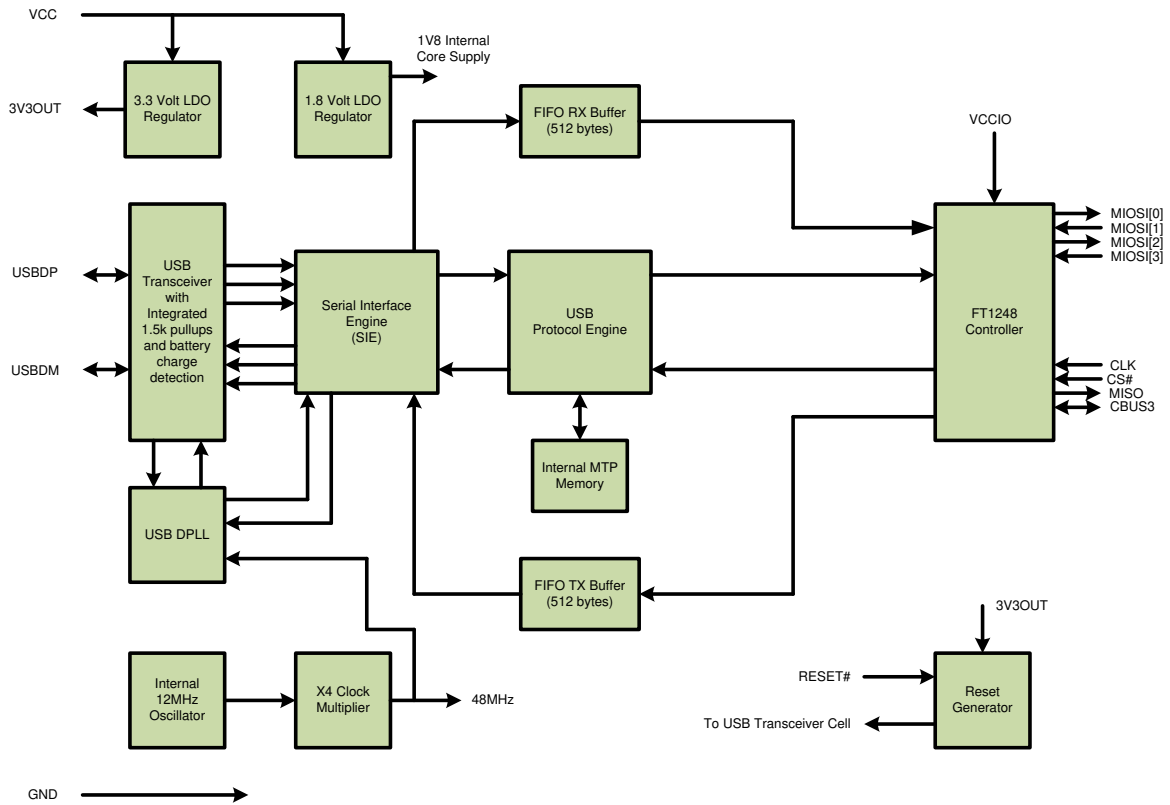 VCC
1V8 Internal
Core Supply
3V3OUT
3.3 Volt LDO
Regulator
1.8 Volt LDO
Regulator
FIFO RX Buffer
(512 bytes)
VCCIO
USBDP
USBDM
USB
Transceiver
with
Integrated
1.5k pullups
and battery
charge
detection
Serial Interface
Engine
(SIE)
USB
Protocol Engine
FT1248
Controller
MIOSI[0]
MIOSI[1]
MIOSI[2]
MIOSI[3]
CLK
CS#
MISO
CBUS3
Internal MTP
Memory
USB DPLL
FIFO TX Buffer
(512 bytes)
3V3OUT
Internal
12MHz
Oscillator
X4 Clock
Multiplier
48MHz
RESET#
To USB Transceiver Cell
Reset
Generator
GND